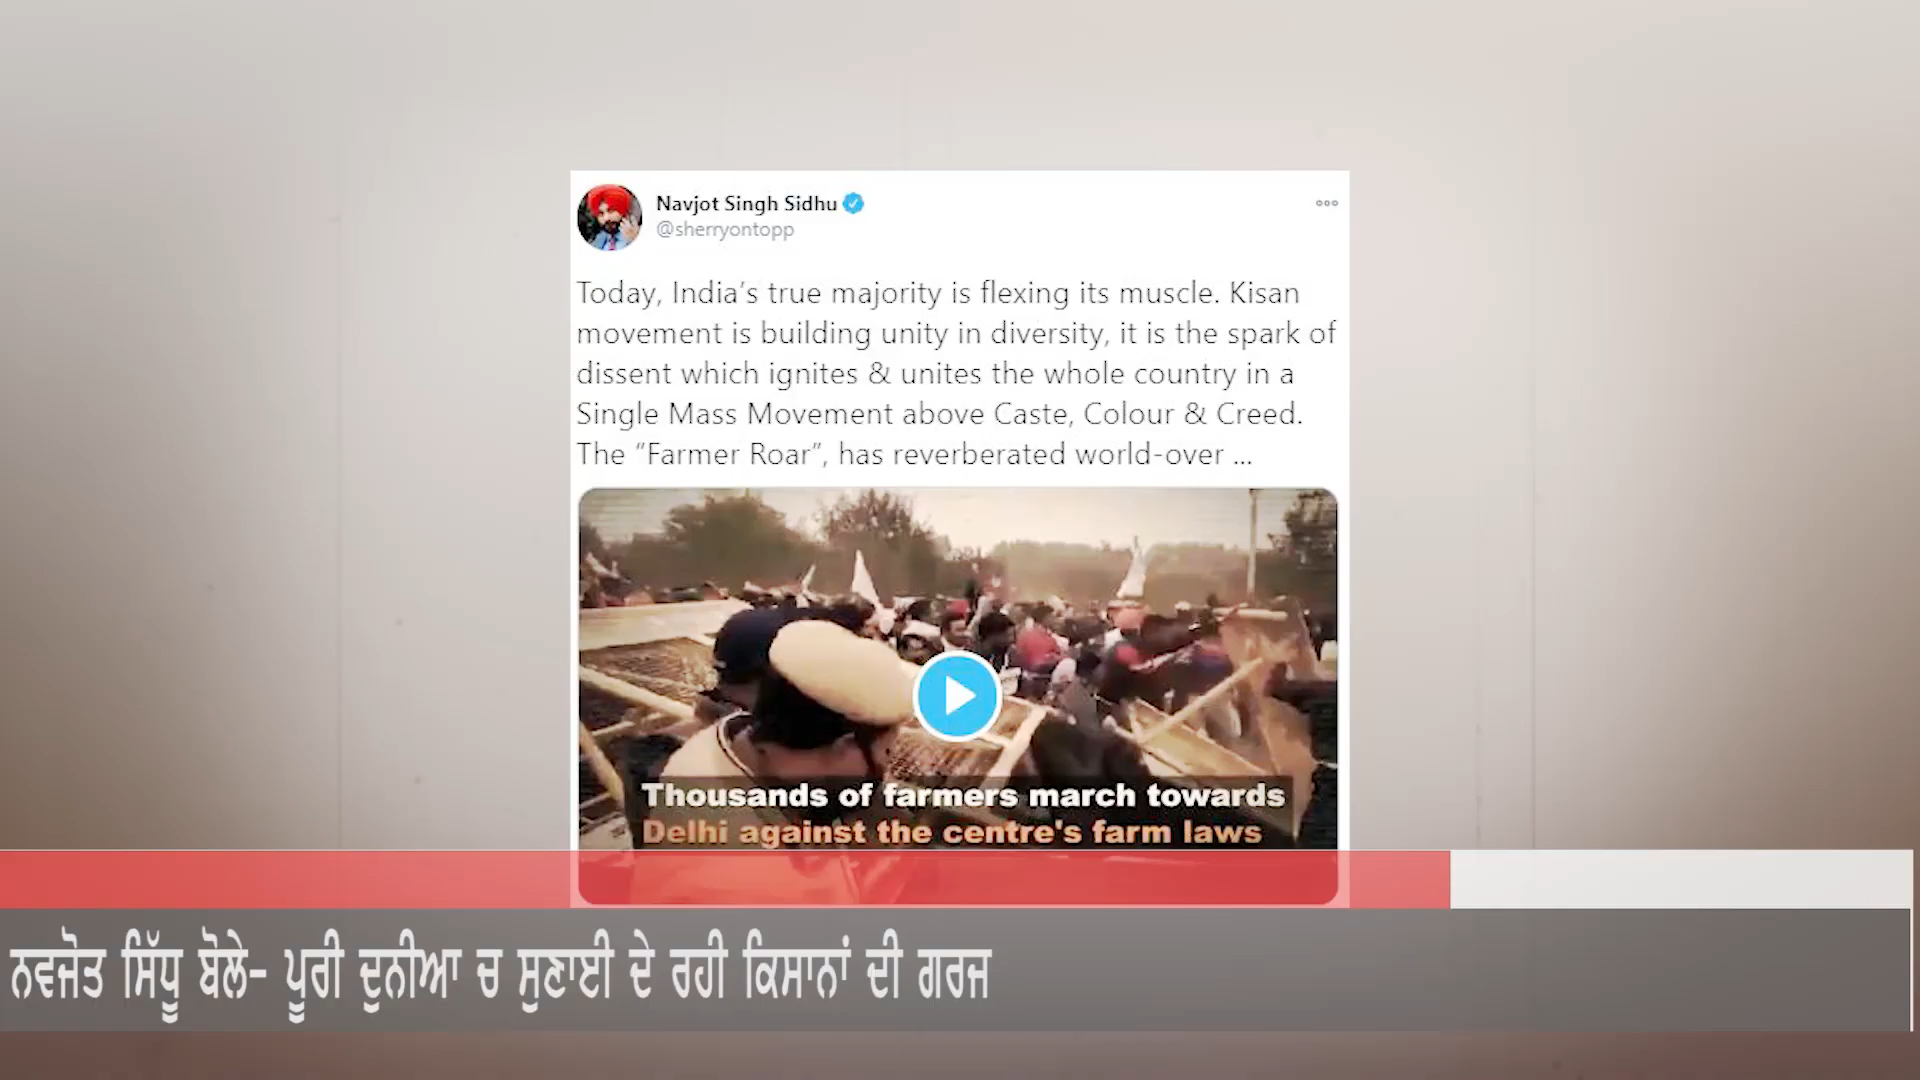 Navjot Singh Sidhu
@sherryontopp
Today, India's true majority is flexing its muscle. Kisan
movement is building unity in diversity, it is the spark of
dissent which ignites & unites the whole country in a
Single Mass Movement above Caste, Colour & Creed.
The “Farmer Roar”, has reverberated world-over ...
Thousands of farmers march towards
Delhi against the centre's farm laws
ਨਵਜੋਤ ਸਿੱਧੂ ਬੋਲੇ- ਪੂਰੀ ਦੁਨੀਆ ਚ ਸੁਣਾਈ ਦੇ ਰਹੀ ਕਿਸਾਨਾਂ ਦੀ ਗਰਜ